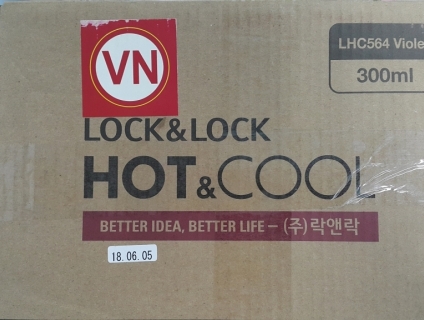 VN
LHC564 Viole
300ml
LOCK&LOCK
HOT&COOL
BETTER IDEA, BETTER LIFE – (주)락앤락
18. 06. 05